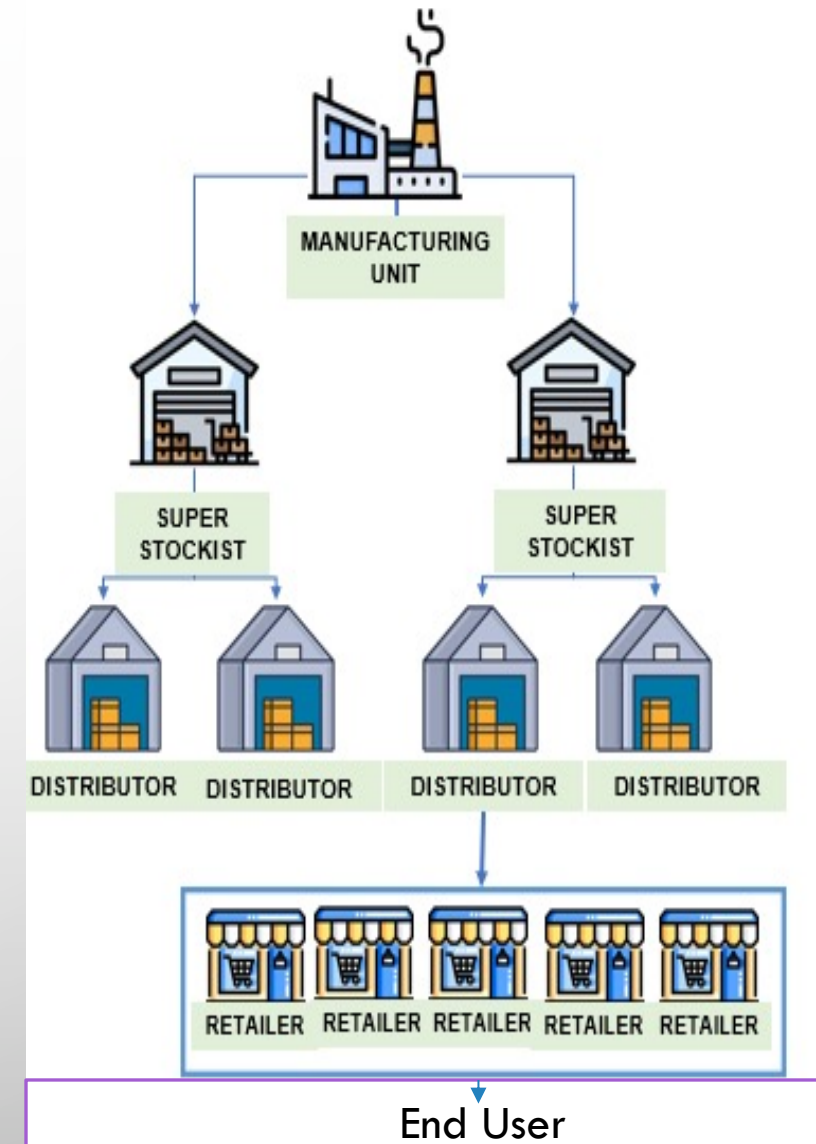 MANUFACTURING
UNIT
SUPER
STOCKIST
SUPER
STOCKIST
DISTRIBUTOR
DISTRIBUTOR
DISTRIBUTOR
DISTRIBUTOR
RETAILER
RETAILER
RETAILER
RETAILER
RETAILER
End User